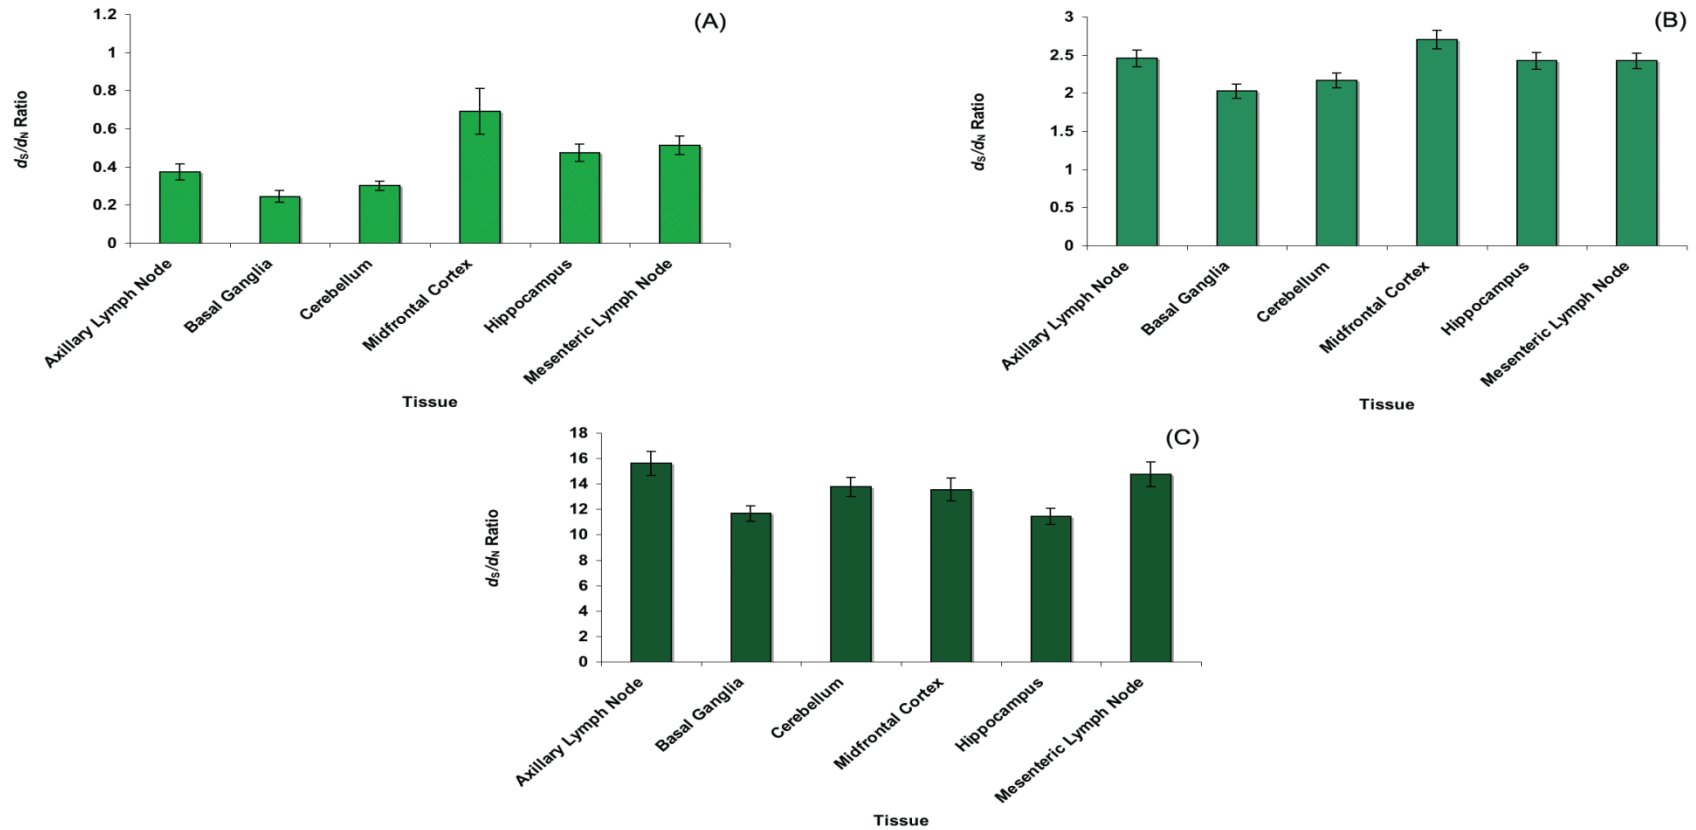 (A)
1.2
1
0.8
0.6
0.4
0.2
0
dS/dN Ratio
Axillary Lymph Node
Basal Ganglia
Cerebellum
Midfrontal Cortex
Hippocampus
Mesenteric Lymph Node
Tissue
(B)
3
2.5
2
1.5
1
0.5
0
dS/dN Ratio
Axillary Lymph Node
Basal Ganglia
Cerebellum
Midfrontal Cortex
Hippocampus
Mesenteric Lymph Node
Tissue
(C)
18
16
14
12
10
8
6
4
2
0
dS/dN Ratio
Axillary Lymph Node
Basal Ganglia
Cerebellum
Midfrontal Cortex
Hippocampus
Mesenteric Lymph Node
Tissue